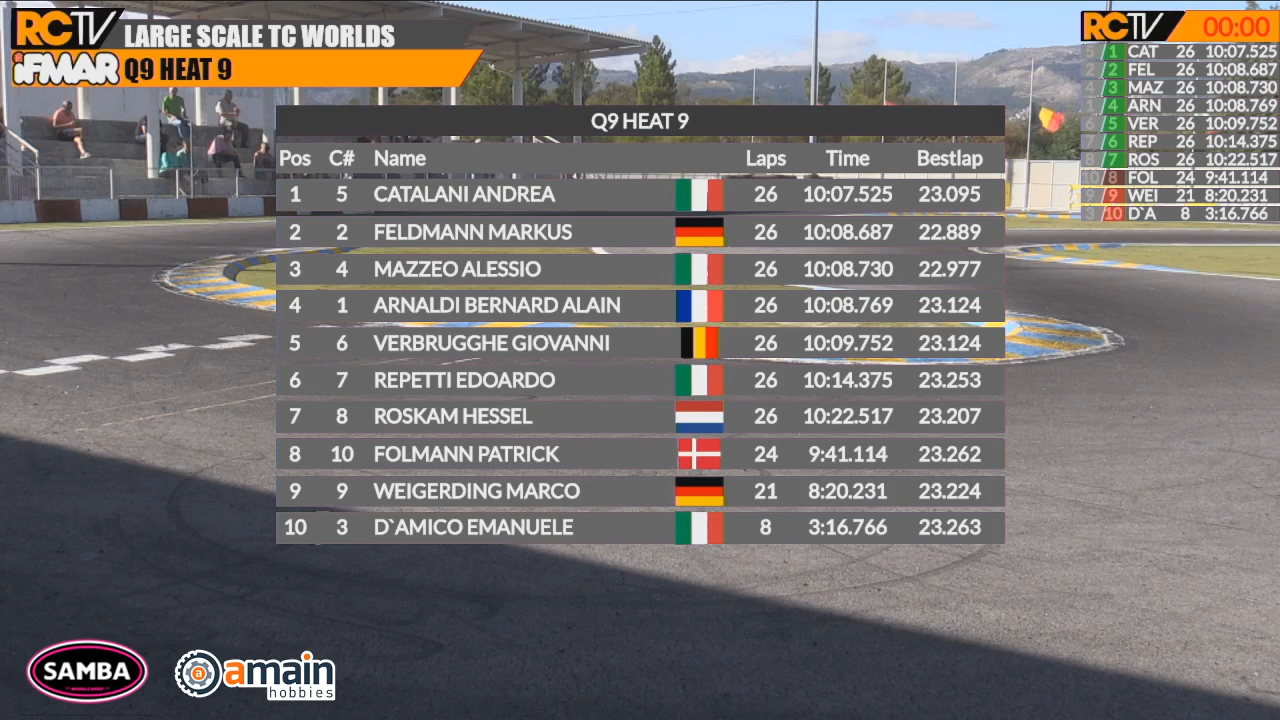 RCTV LARGE SCALE TC WORLDS
iFMAR Q9 HEAT 9
RCTV 00:00
5/1 CAT 26 10:07.525
2/2 FEL 26 10:08.687
4/3 MAZ 26 10:08.730
1/4 ARN 26 10:08.769
6/5 VER 26 10:09.752
7/6 REP 26 10:14.375
8/7 ROS 26 10:22.517
10/8 FOL 24 9:41.114
9/9 WEI 21 8:20.231
3/10 D`A 8 3:16.766
Q9 HEAT 9
Pos C# Name Laps Time Bestlap
1 5 CATALANI ANDREA 26 10:07.525 23.095
2 2 FELDMANN MARKUS 26 10:08.687 22.889
3 4 MAZZEO ALESSIO 26 10:08.730 22.977
4 1 ARNALDI BERNARD ALAIN 26 10:08.769 23.124
5 6 VERBRUGGHE GIOVANNI 26 10:09.752 23.124
6 7 REPETTI EDOARDO 26 10:14.375 23.253
7 8 ROSKAM HESSEL 26 10:22.517 23.207
8 10 FOLMANN PATRICK 24 9:41.114 23.262
9 9 WEIGERDING MARCO 21 8:20.231 23.224
10 3 D`AMICO EMANUELE 8 3:16.766 23.263
SAMBA
a amain
hobbies